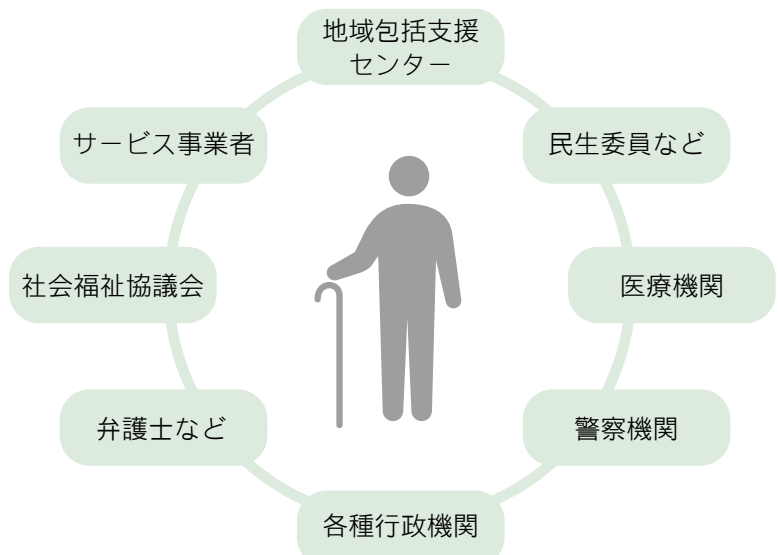 地域包括支援
センター
サービス事業者
民生委員など
社会福祉協議会
医療機関
弁護士など
警察機関
各種行政機関